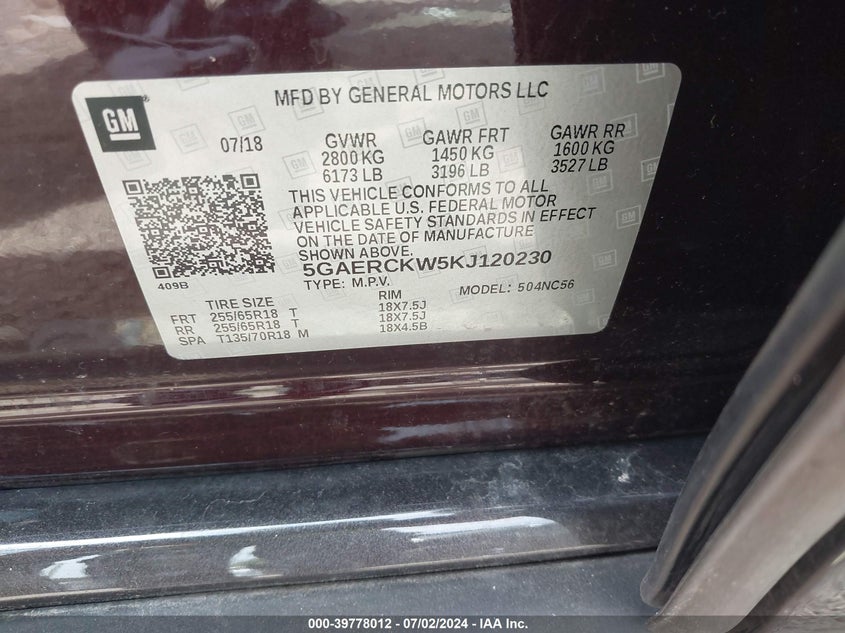 MFD BY GENERAL MOTORS LLC
GM
07/18
GVWR GAWR FRT GAWR RR
2800 KG 1450 KG 1600 KG
6173 LB 3196 LB 3527 LB
THIS VEHICLE CONFORMS TO ALL
APPLICABLE U.S. FEDERAL MOTOR
VEHICLE SAFETY STANDARDS IN EFFECT
ON THE DATE OF MANUFACTURE
SHOWN ABOVE.
409B
5GAERCKW5KJ120230
TYPE: M.P.V. MODEL: 504NC56
TIRE SIZE RIM
FRT 255/65R18 T 18X7.5J
RR 255/65R18 T 18X7.5J
SPA T135/70R18 M 18X4.5B
000-39778012 - 07/02/2024 - IAA Inc.